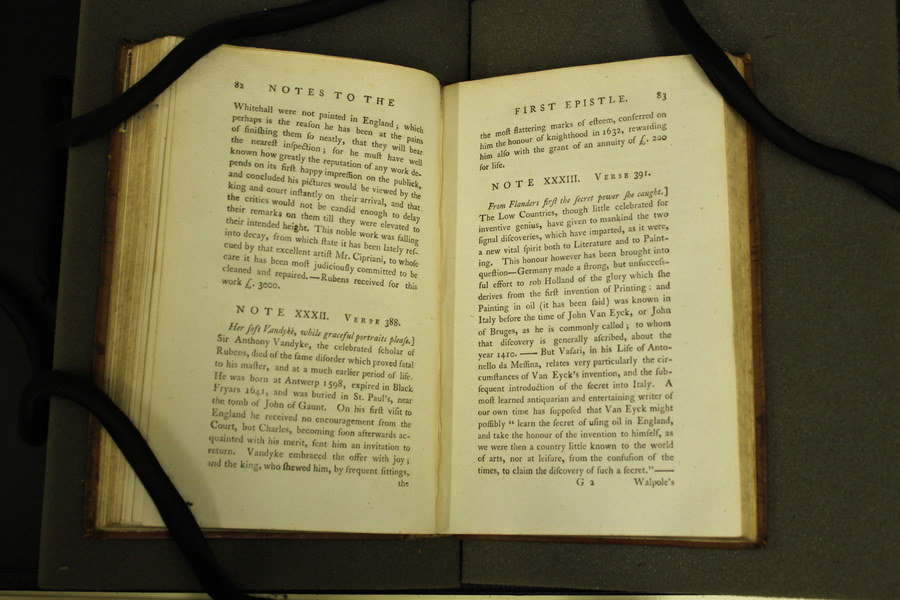 82 NOTES TO THE
Whitehall were not painted in England; which
perhaps is the reaſon he has been at the pains
of finiſhing them ſo neatly, that they will bear
the neareſt inſpection; for he muſt have well
known how greatly the reputation of any work de-
pends on its firſt happy impreſſion on the publick,
and concluded his pictures would be viewed by the
king and court inſtantly on their arrival, and that
the critics would not be candid enough to delay
their remarks on them till they were elevated to
their intended height. This noble work was falling
into decay, from which ſtate it has been lately reſ-
cued by that excellent artiſt Mr. Cipriani, to whoſe
care it has been moſt judiciouſly committed to be
cleaned and repaired.—Rubens received for this
work £. 3000.
NOTE XXXII. VERSE 388.
Her ſoft Vandyke, while graceful portraits pleaſe.]
Sir Anthony Vandyke, the celebrated ſcholar of
Rubens, died of the ſame diſorder which proved fatal
to his maſter, and at a much earlier period of life.
He was born at Antwerp 1598, expired in Black
Fryars 1641, and was buried in St. Paul's, near
the tomb of John of Gaunt. On his firſt viſit to
England he received no encouragement from the
Court, but Charles, becoming ſoon afterwards ac-
quainted with his merit, ſent him an invitation to
return. Vandyke embraced the offer with joy;
and the king, who ſhewed him, by frequent ſittings,
the
FIRST EPISTLE. 83
the moſt flattering marks of eſteem, conferred on
him the honour of knighthood in 1632, rewarding
him alſo with the grant of an annuity of £. 200
for life.
NOTE XXXIII. VERSE 391.
From Flanders firſt the ſecret power ſhe caught.]
The Low Countries, though little celebrated for
inventive genius, have given to mankind the two
ſignal diſcoveries, which have imparted, as it were,
a new vital ſpirit both to Literature and to Paint-
ing. This honour however has been brought into
queſtion—Germany made a ſtrong, but unſucceſs-
ful effort to rob Holland of the glory which ſhe
derives from the firſt invention of Printing: and
Painting in oil (it has been ſaid) was known in
Italy before the time of John Van Eyck, or John
of Bruges, as he is commonly called; to whom
that diſcovery is generally aſcribed, about the
year 1410.——But Vaſari, in his Life of Anto-
nello da Meſſina, relates very particularly the cir-
cumſtances of Van Eyck's invention, and the ſub-
ſequent introduction of the ſecret into Italy. A
moſt learned antiquarian and entertaining writer of
our own time has ſuppoſed that Van Eyck might
poſſibly “ learn the ſecret of uſing oil in England,
and take the honour of the invention to himſelf, as
we were then a country little known to the world
of arts, nor at leiſure, from the confuſion of the
times, to claim the diſcovery of ſuch a ſecret.”——
G 2 Walpole's